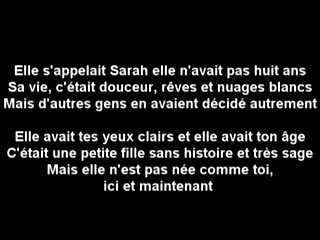 Elle s'appelait Sarah elle n'avait pas huit ans
Sa vie, c'était douceur, rêves et nuages blancs
Mais d'autres gens en avaient décidé autrement
Elle avait tes yeux clairs et elle avait ton âge
C'était une petite fille sans histoire et très sage
Mais elle n'est pas née comme toi,
ici et maintenant